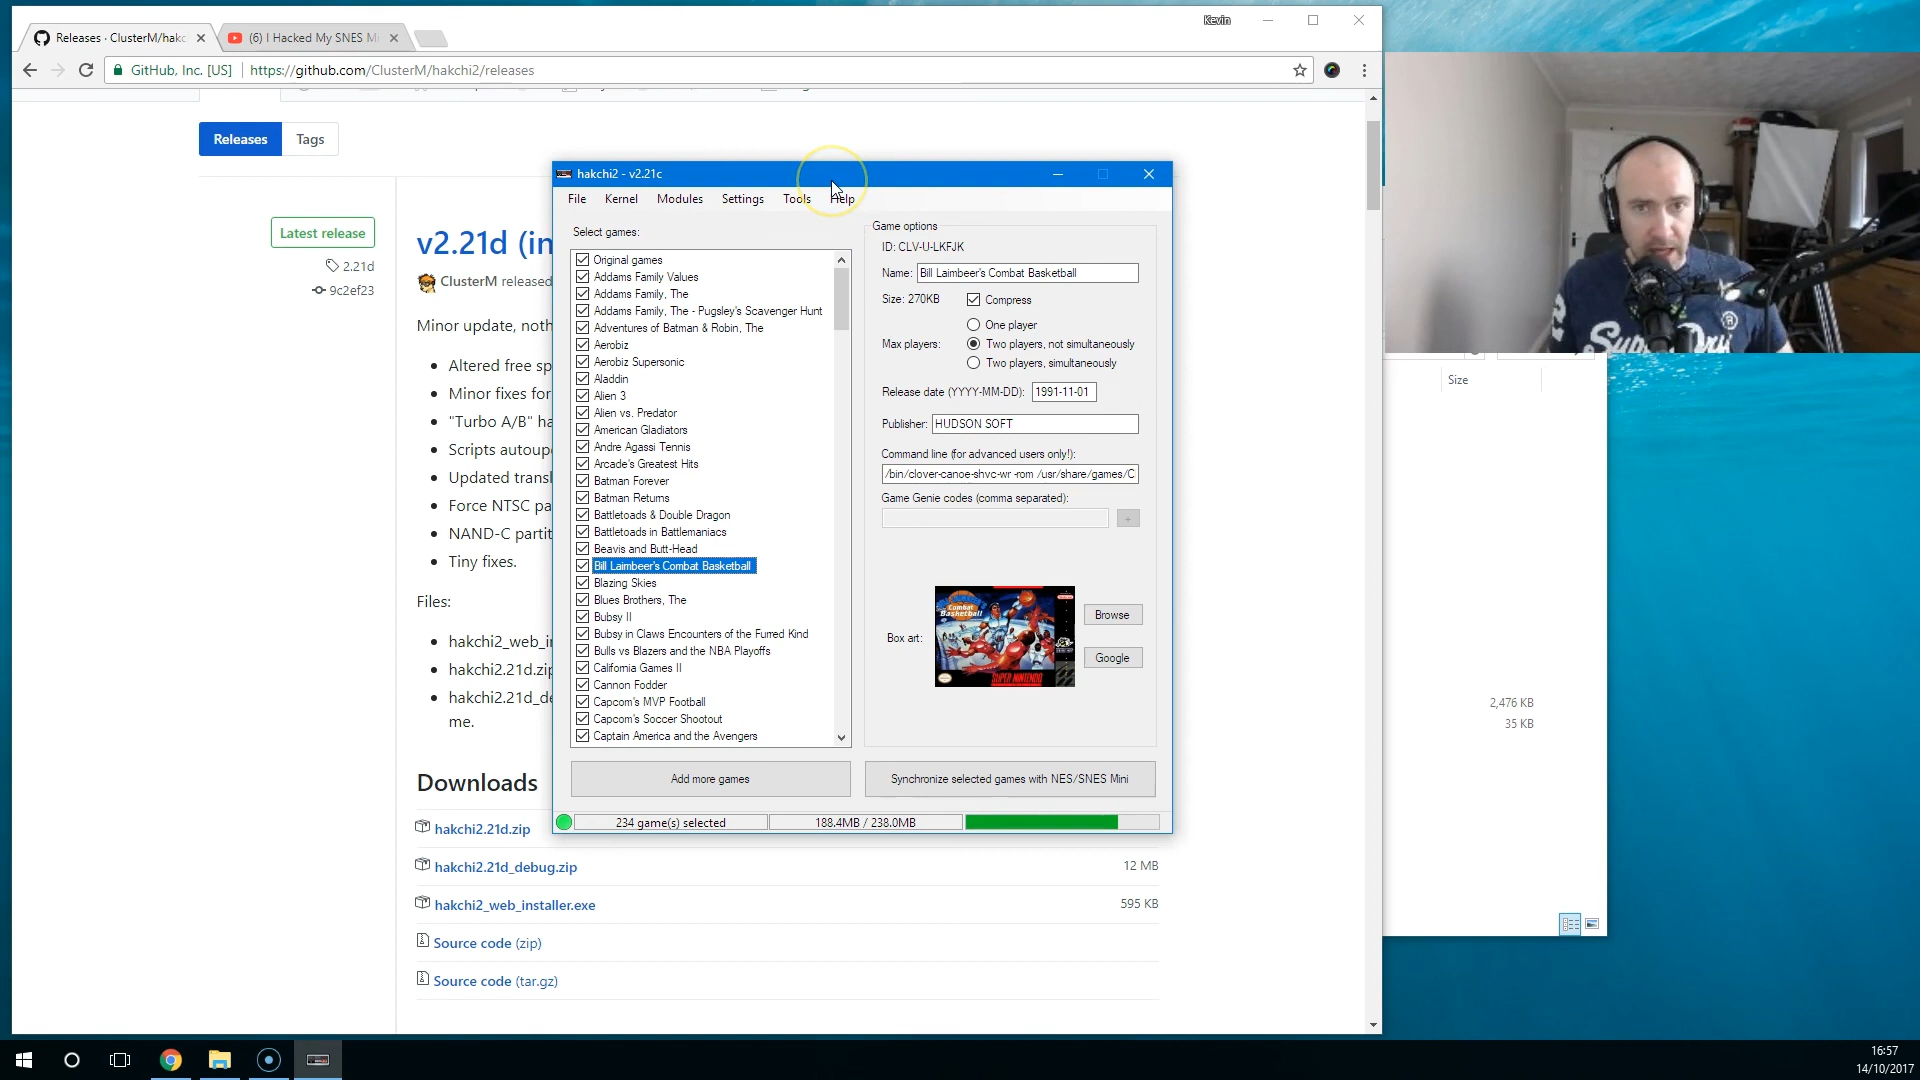 Kevin
Releases · ClusterM/hakc
(6) I Hacked My SNES M
GitHub, Inc. [US]
https://github.com/ClusterM/hakchi2/releases
Releases
Tags
Latest release
2.21d
9c2ef23
v2.21d (in
ClusterM released
Minor update, noth
Altered free sp
Minor fixes for
"Turbo A/B" ha
Scripts autoup
Updated transl
Force NTSC pa
NAND-C partit
Tiny fixes.
Files:
hakchi2_web_in
hakchi2.21d.zip
hakchi2.21d_de
me.
Downloads
hakchi2.21d.zip
hakchi2.21d_debug.zip
12 MB
hakchi2_web_installer.exe
595 KB
Source code (zip)
Source code (tar.gz)
hakchi2 - v2.21c
File
Kernel
Modules
Settings
Tools
Help
Select games:
Original games
Addams Family Values
Addams Family, The
Addams Family, The - Pugsley's Scavenger Hunt
Adventures of Batman & Robin, The
Aerobiz
Aerobiz Supersonic
Aladdin
Alien 3
Alien vs. Predator
American Gladiators
Andre Agassi Tennis
Arcade's Greatest Hits
Batman Forever
Batman Returns
Battletoads & Double Dragon
Battletoads in Battlemaniacs
Beavis and Butt-Head
Bill Laimbeer's Combat Basketball
Blazing Skies
Blues Brothers, The
Bubsy II
Bubsy in Claws Encounters of the Furred Kind
Bulls vs Blazers and the NBA Playoffs
California Games II
Cannon Fodder
Capcom's MVP Football
Capcom's Soccer Shootout
Captain America and the Avengers
Game options
ID: CLV-U-LKFJK
Name: Bill Laimbeer's Combat Basketball
Size: 270KB
Compress
One player
Max players:
Two players, not simultaneously
Two players, simultaneously
Release date (YYYY-MM-DD): 1991-11-01
Publisher: HUDSON SOFT
Command line (for advanced users only!):
/bin/clover-canoe-shvc-wr -rom /usr/share/games/C
Game Genie codes (comma separated):
+
Box art:
Combat
Basketball
SUPER NINTENDO
Browse
Google
Add more games
Synchronize selected games with NES/SNES Mini
234 game(s) selected
188.4MB / 238.0MB
Size
2,476 KB
35 KB
16:57
14/10/2017